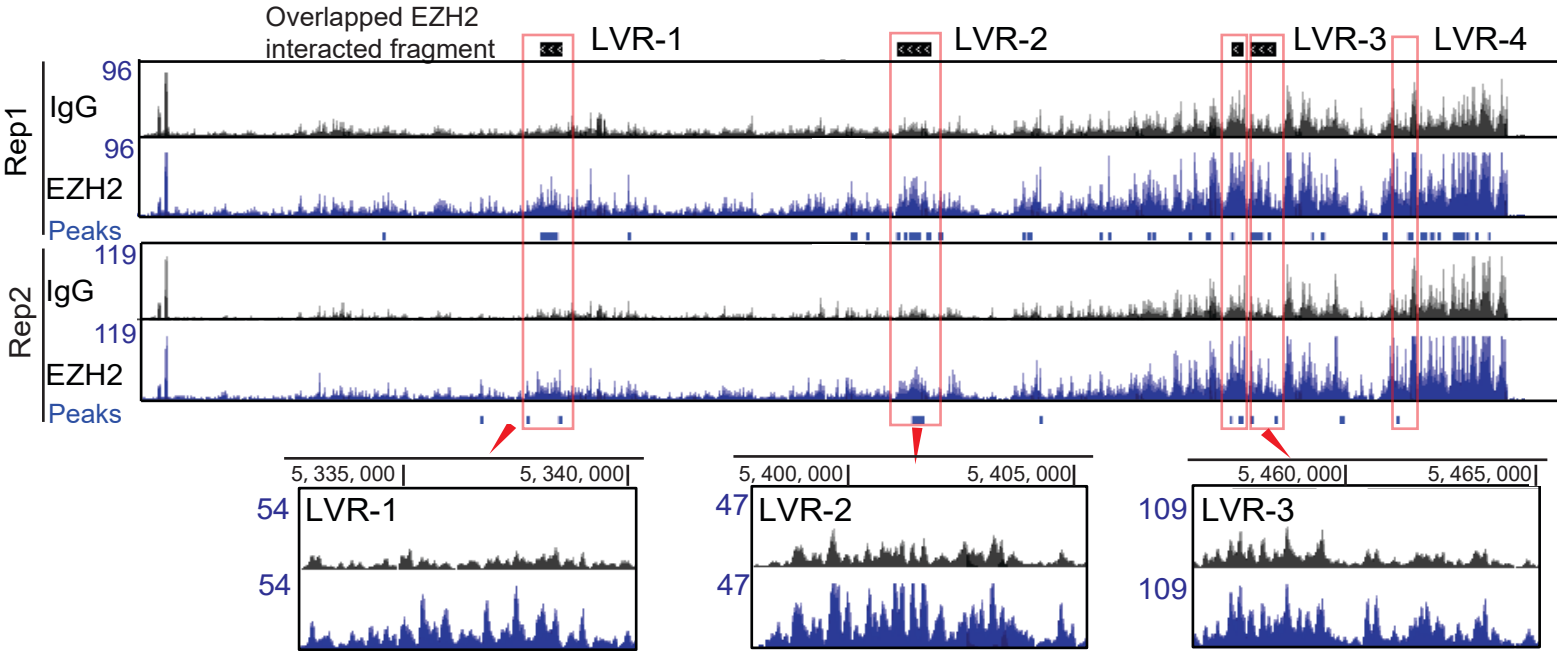 Overlapped EZH2
interacted fragment
LVR-1
LVR-2
LVR-3
LVR-4
Rep1
96
IgG
96
EZH2
Peaks
Rep2
119
IgG
119
EZH2
Peaks
5,335,000
5,340,000
54
LVR-1
54
5,400,000
5,405,000
47
LVR-2
47
5,460,000
5,465,000
109
LVR-3
109